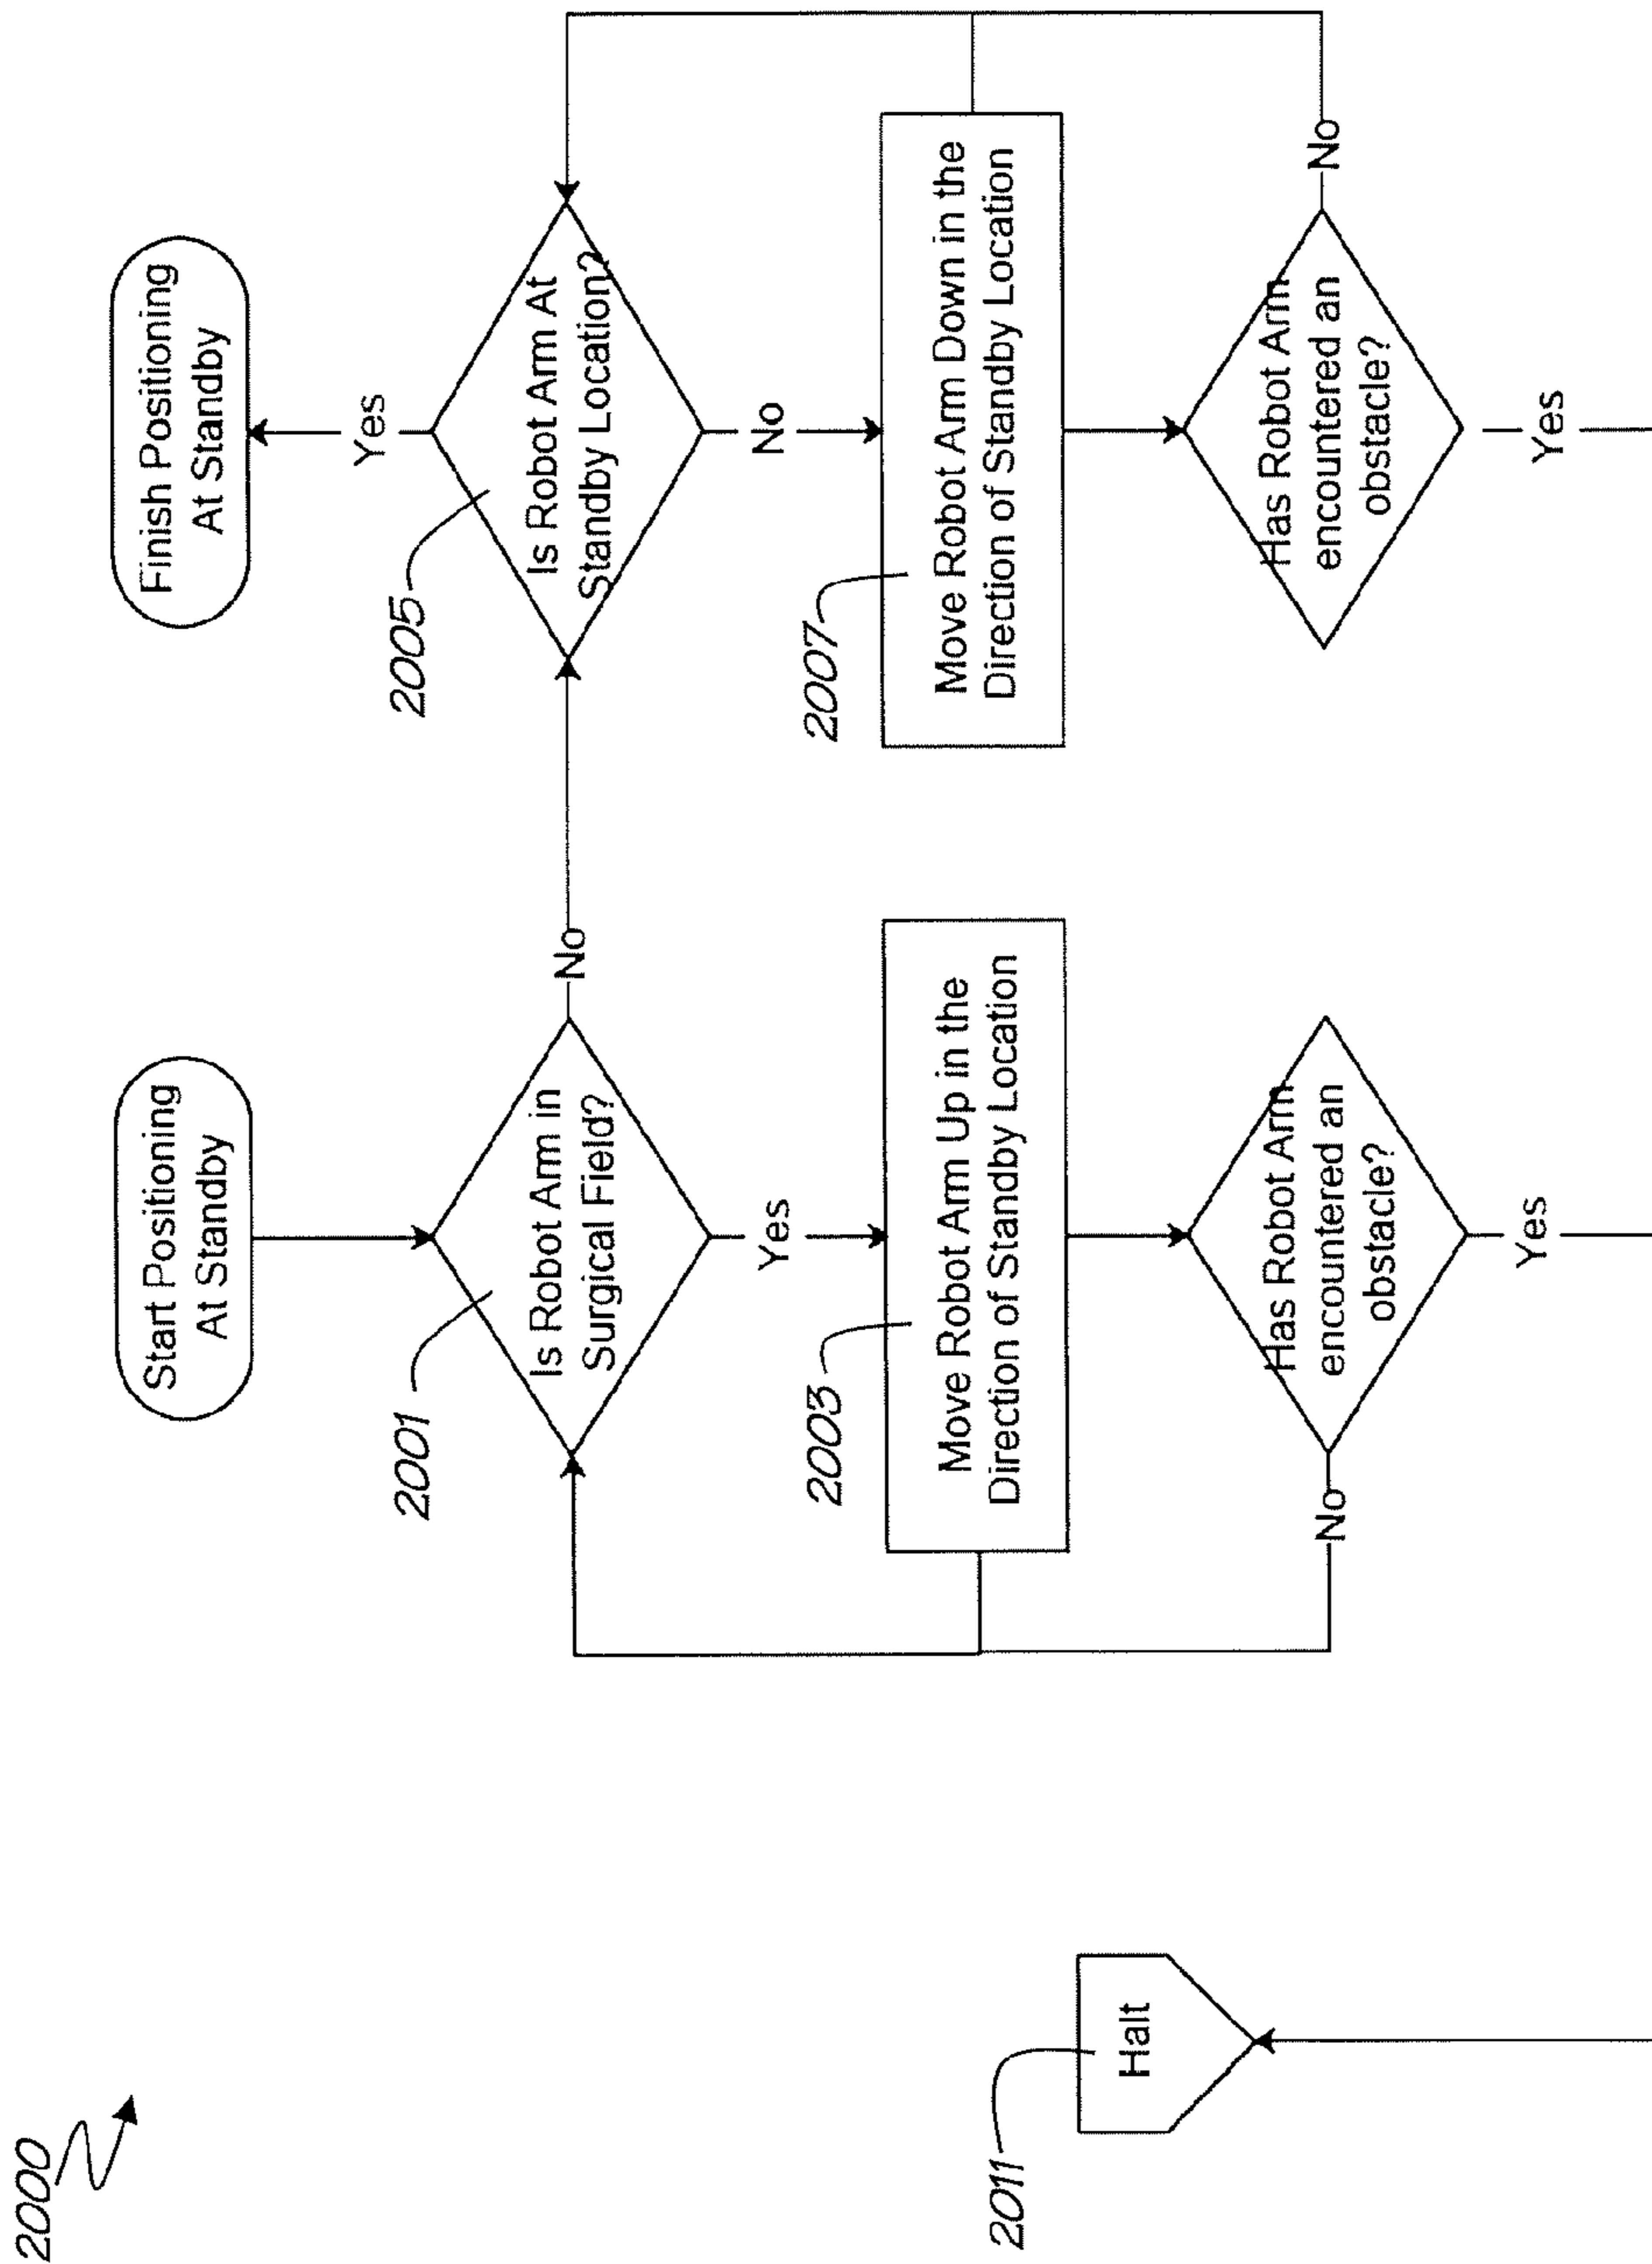 2000
Start Positioning
At Standby
2001
Is Robot Arm in
Surgical Field?
No
Yes
2003
Move Robot Arm Up in the
Direction of Standby Location
Has Robot Arm
encountered an
obstacle?
No
Yes
Finish Positioning
At Standby
Yes
2005
Is Robot Arm At
Standby Location?
No
2007
Move Robot Arm Down in the
Direction of Standby Location
Has Robot Arm
encountered an
obstacle?
No
Yes
2011
Halt